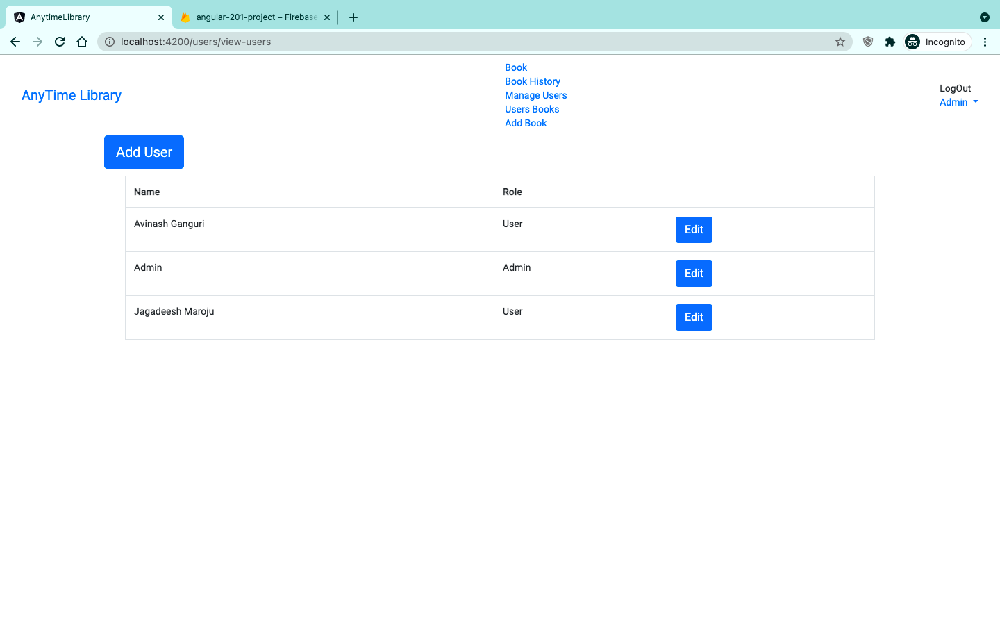 AnytimeLibrary
angular-201-project – Firebase
localhost:4200/users/view-users
Incognito
AnyTime Library
Book
Book History
Manage Users
Users Books
Add Book
LogOut
Admin
Add User
Name Role
Avinash Ganguri User Edit
Admin Admin Edit
Jagadeesh Maroju User Edit